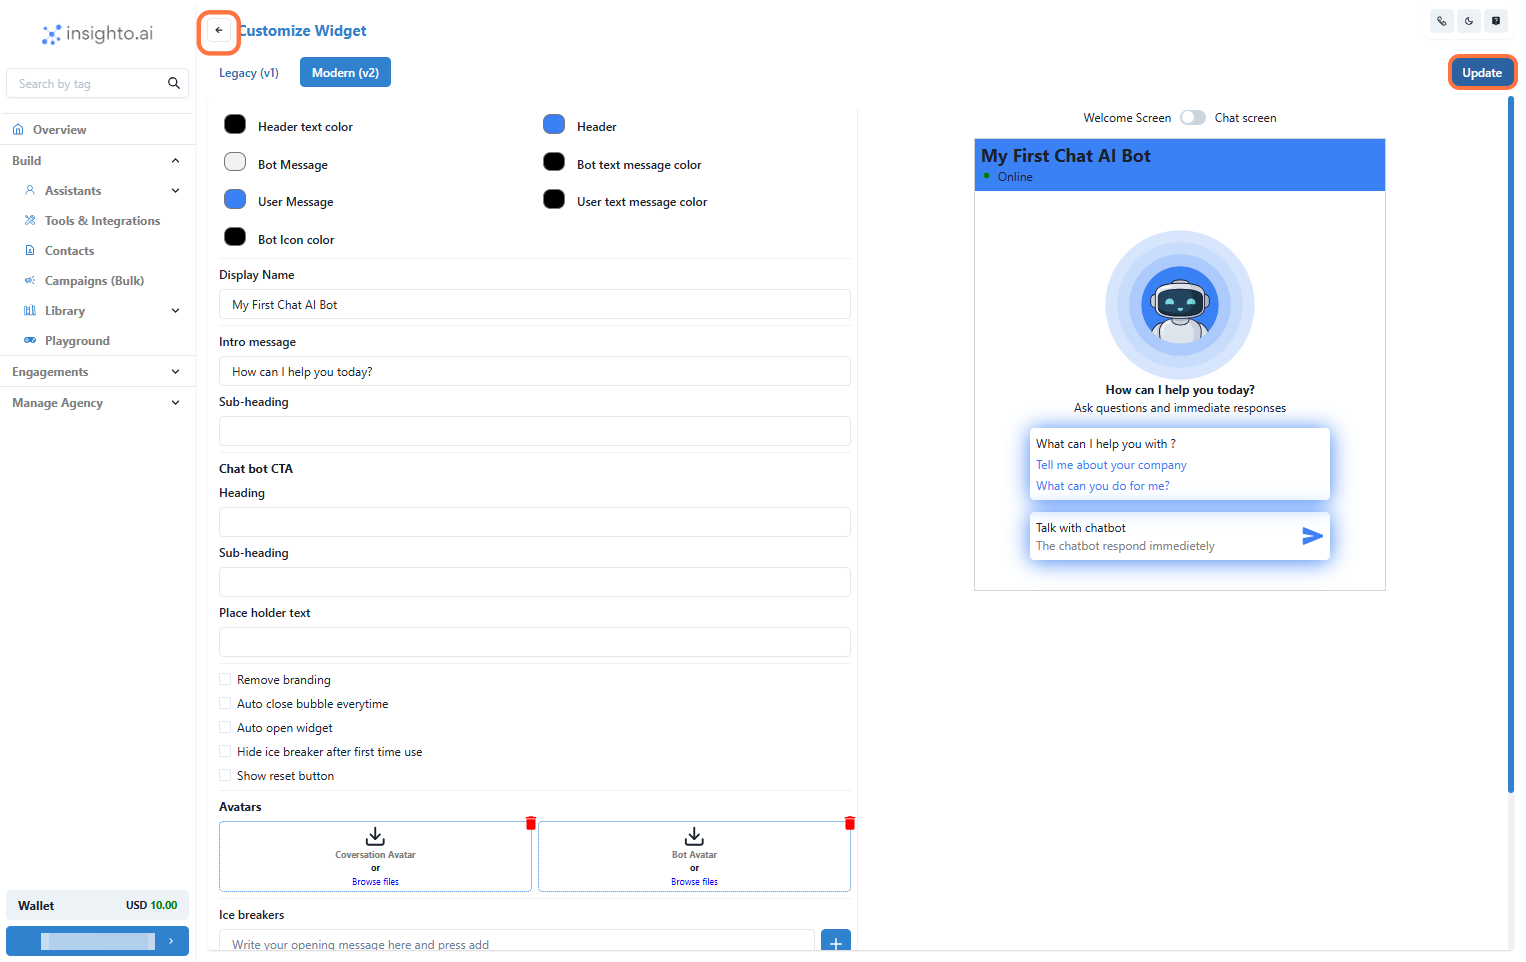 insighto.ai
Customize Widget
Search by tag
Legacy (v1)
Modern (v2)
Update
Overview
Build
Assistants
Tools & Integrations
Contacts
Campaigns (Bulk)
Library
Playground
Engagements
Manage Agency
Wallet
USD 10.00
Header text color
Header
Bot Message
Bot text message color
User Message
User text message color
Bot Icon color
Display Name
My First Chat AI Bot
Intro message
How can I help you today?
Sub-heading
Chat bot CTA
Heading
Sub-heading
Place holder text
Remove branding
Auto close bubble everytime
Auto open widget
Hide ice breaker after first time use
Show reset button
Avatars
Coversation Avatar
or
Browse files
Bot Avatar
or
Browse files
Ice breakers
Write your opening message here and press add
Welcome Screen
Chat screen
My First Chat AI Bot
Online
How can I help you today?
Ask questions and immediate responses
What can I help you with ?
Tell me about your company
What can you do for me?
Talk with chatbot
The chatbot respond immedietely